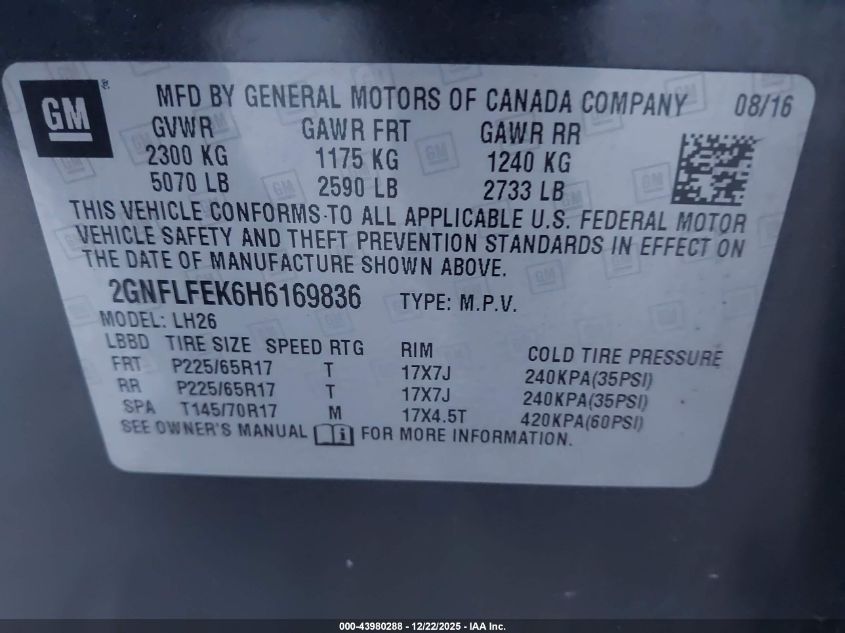 GM ®
MFD BY GENERAL MOTORS OF CANADA COMPANY 08/16
GVWR GAWR FRT GAWR RR
2300 KG 1175 KG 1240 KG
5070 LB 2590 LB 2733 LB
THIS VEHICLE CONFORMS TO ALL APPLICABLE U.S. FEDERAL MOTOR
VEHICLE SAFETY AND THEFT PREVENTION STANDARDS IN EFFECT ON
THE DATE OF MANUFACTURE SHOWN ABOVE.
2GNFLFEK6H6169836 TYPE: M.P.V.
MODEL: LH26
LBBD TIRE SIZE SPEED RTG RIM COLD TIRE PRESSURE
FRT P225/65R17 T 17X7J 240KPA(35PSI)
RR P225/65R17 T 17X7J 240KPA(35PSI)
SPA T145/70R17 M 17X4.5T 420KPA(60PSI)
SEE OWNER'S MANUAL FOR MORE INFORMATION.
000-43980288 - 12/22/2025 - IAA Inc.